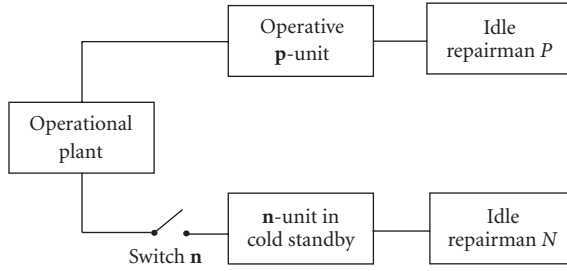 Operative
p-unit
Idle
repairman P
Operational
plant
Switch n
n-unit in
cold standby
Idle
repairman N